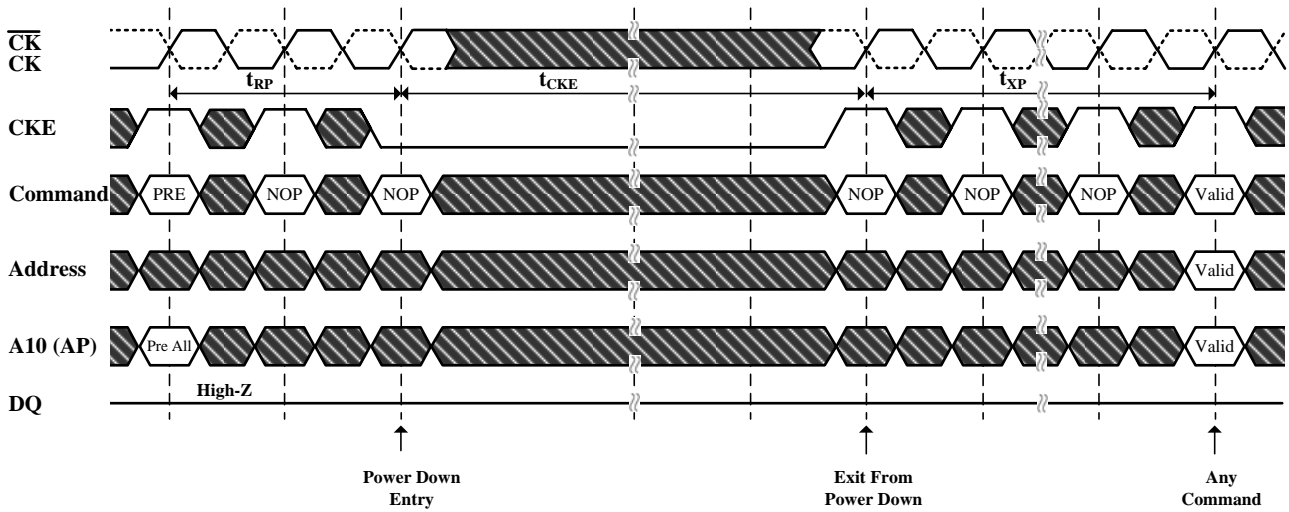 CK
CK
tRP
tCKE
tXP
CKE
Command
PRE
NOP
NOP
NOP
NOP
NOP
Valid
Address
Valid
A10 (AP)
Pre All
Valid
High-Z
DQ
Power Down
Entry
Exit From
Power Down
Any
Command